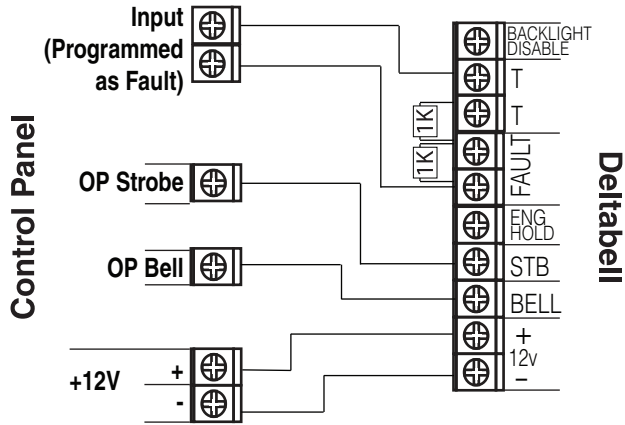 Control Panel
Input
(Programmed
as Fault)
OP Strobe
OP Bell
+12V
+
-
BACKLIGHT
DISABLE
T
T
1K
1K
FAULT
ENG
HOLD
STB
BELL
+
12v
-
Deltabell